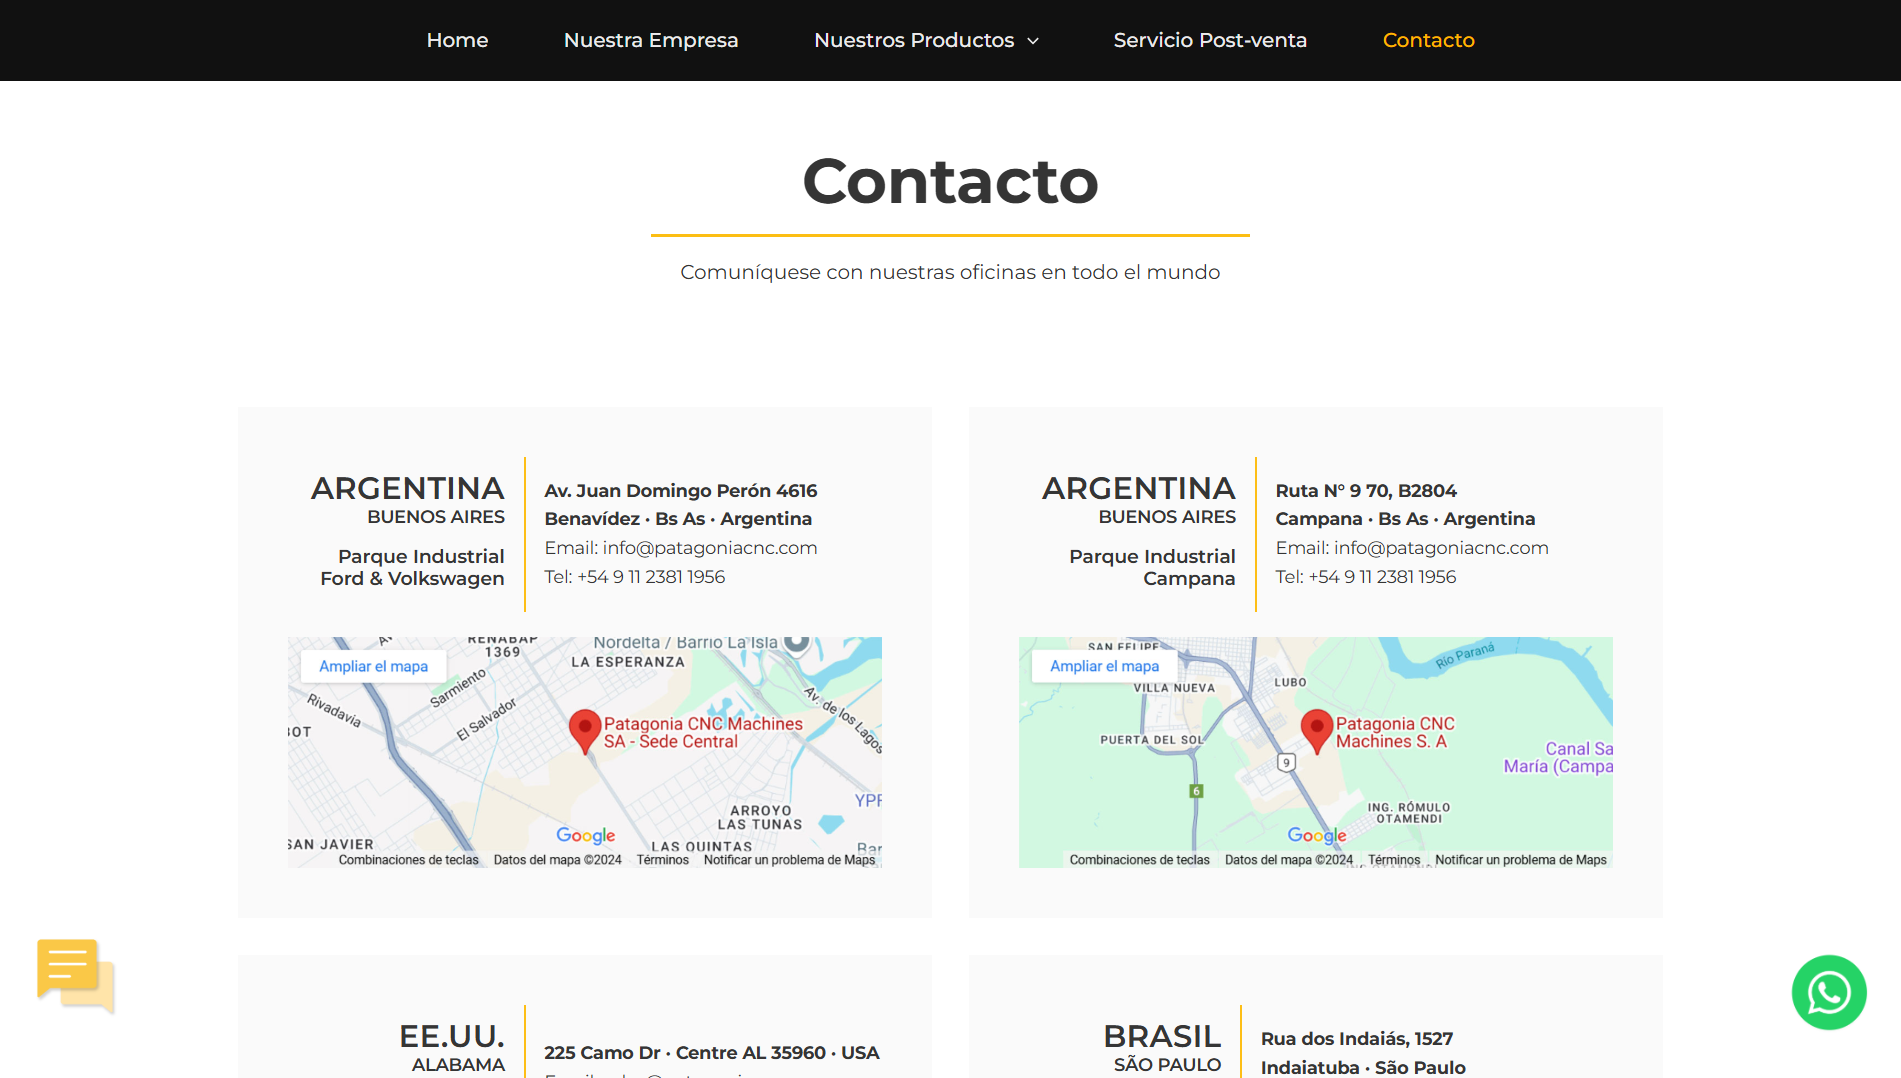 Home
Nuestra Empresa
Nuestros Productos
Servicio Post-venta
Contacto
Contacto
Comuníquese con nuestras oficinas en todo el mundo
ARGENTINA
BUENOS AIRES
Parque Industrial
Ford & Volkswagen
Av. Juan Domingo Perón 4616
Benavídez · Bs As · Argentina
Email: info@patagoniacnc.com
Tel: +54 9 11 2381 1956
RENABAP
1369
Nordelta / Barrio La Isla
LA ESPERANZA
Ampliar el mapa
Sarmiento
Rivadavia
El Salvador
Av. de los Lagos
Patagonia CNC Machines
SA - Sede Central
YPF
ARROYO
LAS TUNAS
SAN JAVIER
LAS QUINTAS
Google
Combinaciones de teclas
Datos del mapa ©2024
Términos
Notificar un problema de Maps
ARGENTINA
BUENOS AIRES
Parque Industrial
Campana
Ruta N° 9 70, B2804
Campana · Bs As · Argentina
Email: info@patagoniacnc.com
Tel: +54 9 11 2381 1956
SAN FELIPE
Ampliar el mapa
Río Paraná
VILLA NUEVA
LUBO
PUERTA DEL SOL
Patagonia CNC
Machines S. A
9
Canal Sa
María (Campa
6
ING. RÓMULO
OTAMENDI
Google
Combinaciones de teclas
Datos del mapa ©2024
Términos
Notificar un problema de Maps
EE.UU.
ALABAMA
225 Camo Dr · Centre AL 35960 · USA
BRASIL
SÃO PAULO
Rua dos Indaiás, 1527
Indaiatuba · São Paulo